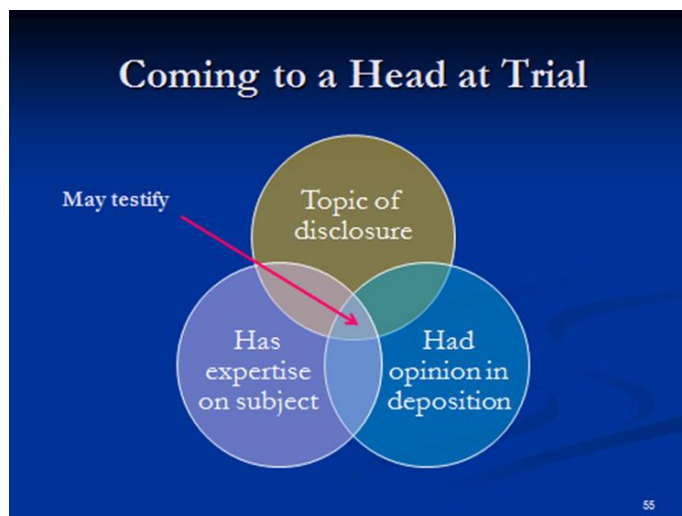 Coming to a Head at Trial
May testify
Topic of
disclosure
Has
expertise
on subject
Had
opinion in
deposition
55